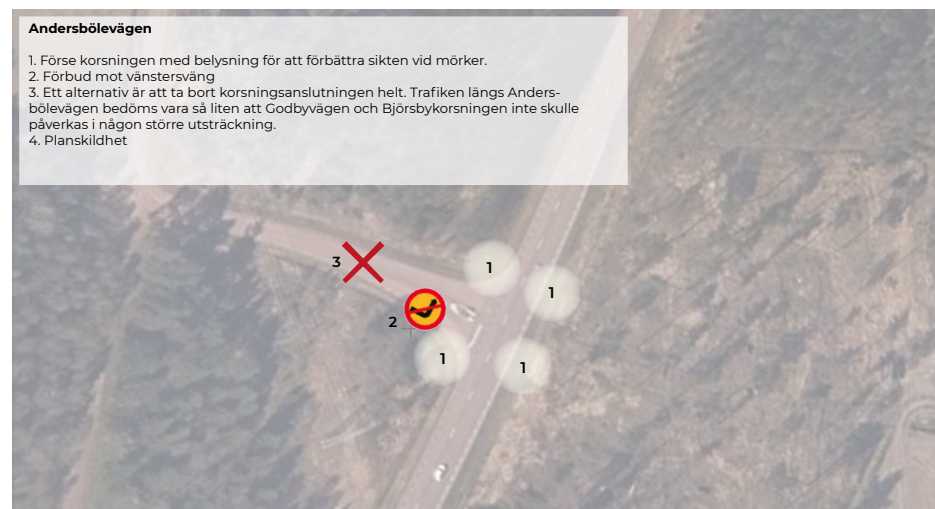 Andersbölevägen
1. Förse korsningen med belysning för att förbättra sikten vid mörker.
2. Förbud mot vänstersväng
3. Ett alternativ är att ta bort korsningsanslutningen helt. Trafiken längs Anders-
bölevägen bedöms vara så liten att Godbyvägen och Björsbykorsningen inte skulle
påverkas i någon större utsträckning.
4. Planskildhet
3
1
1
2
1
1